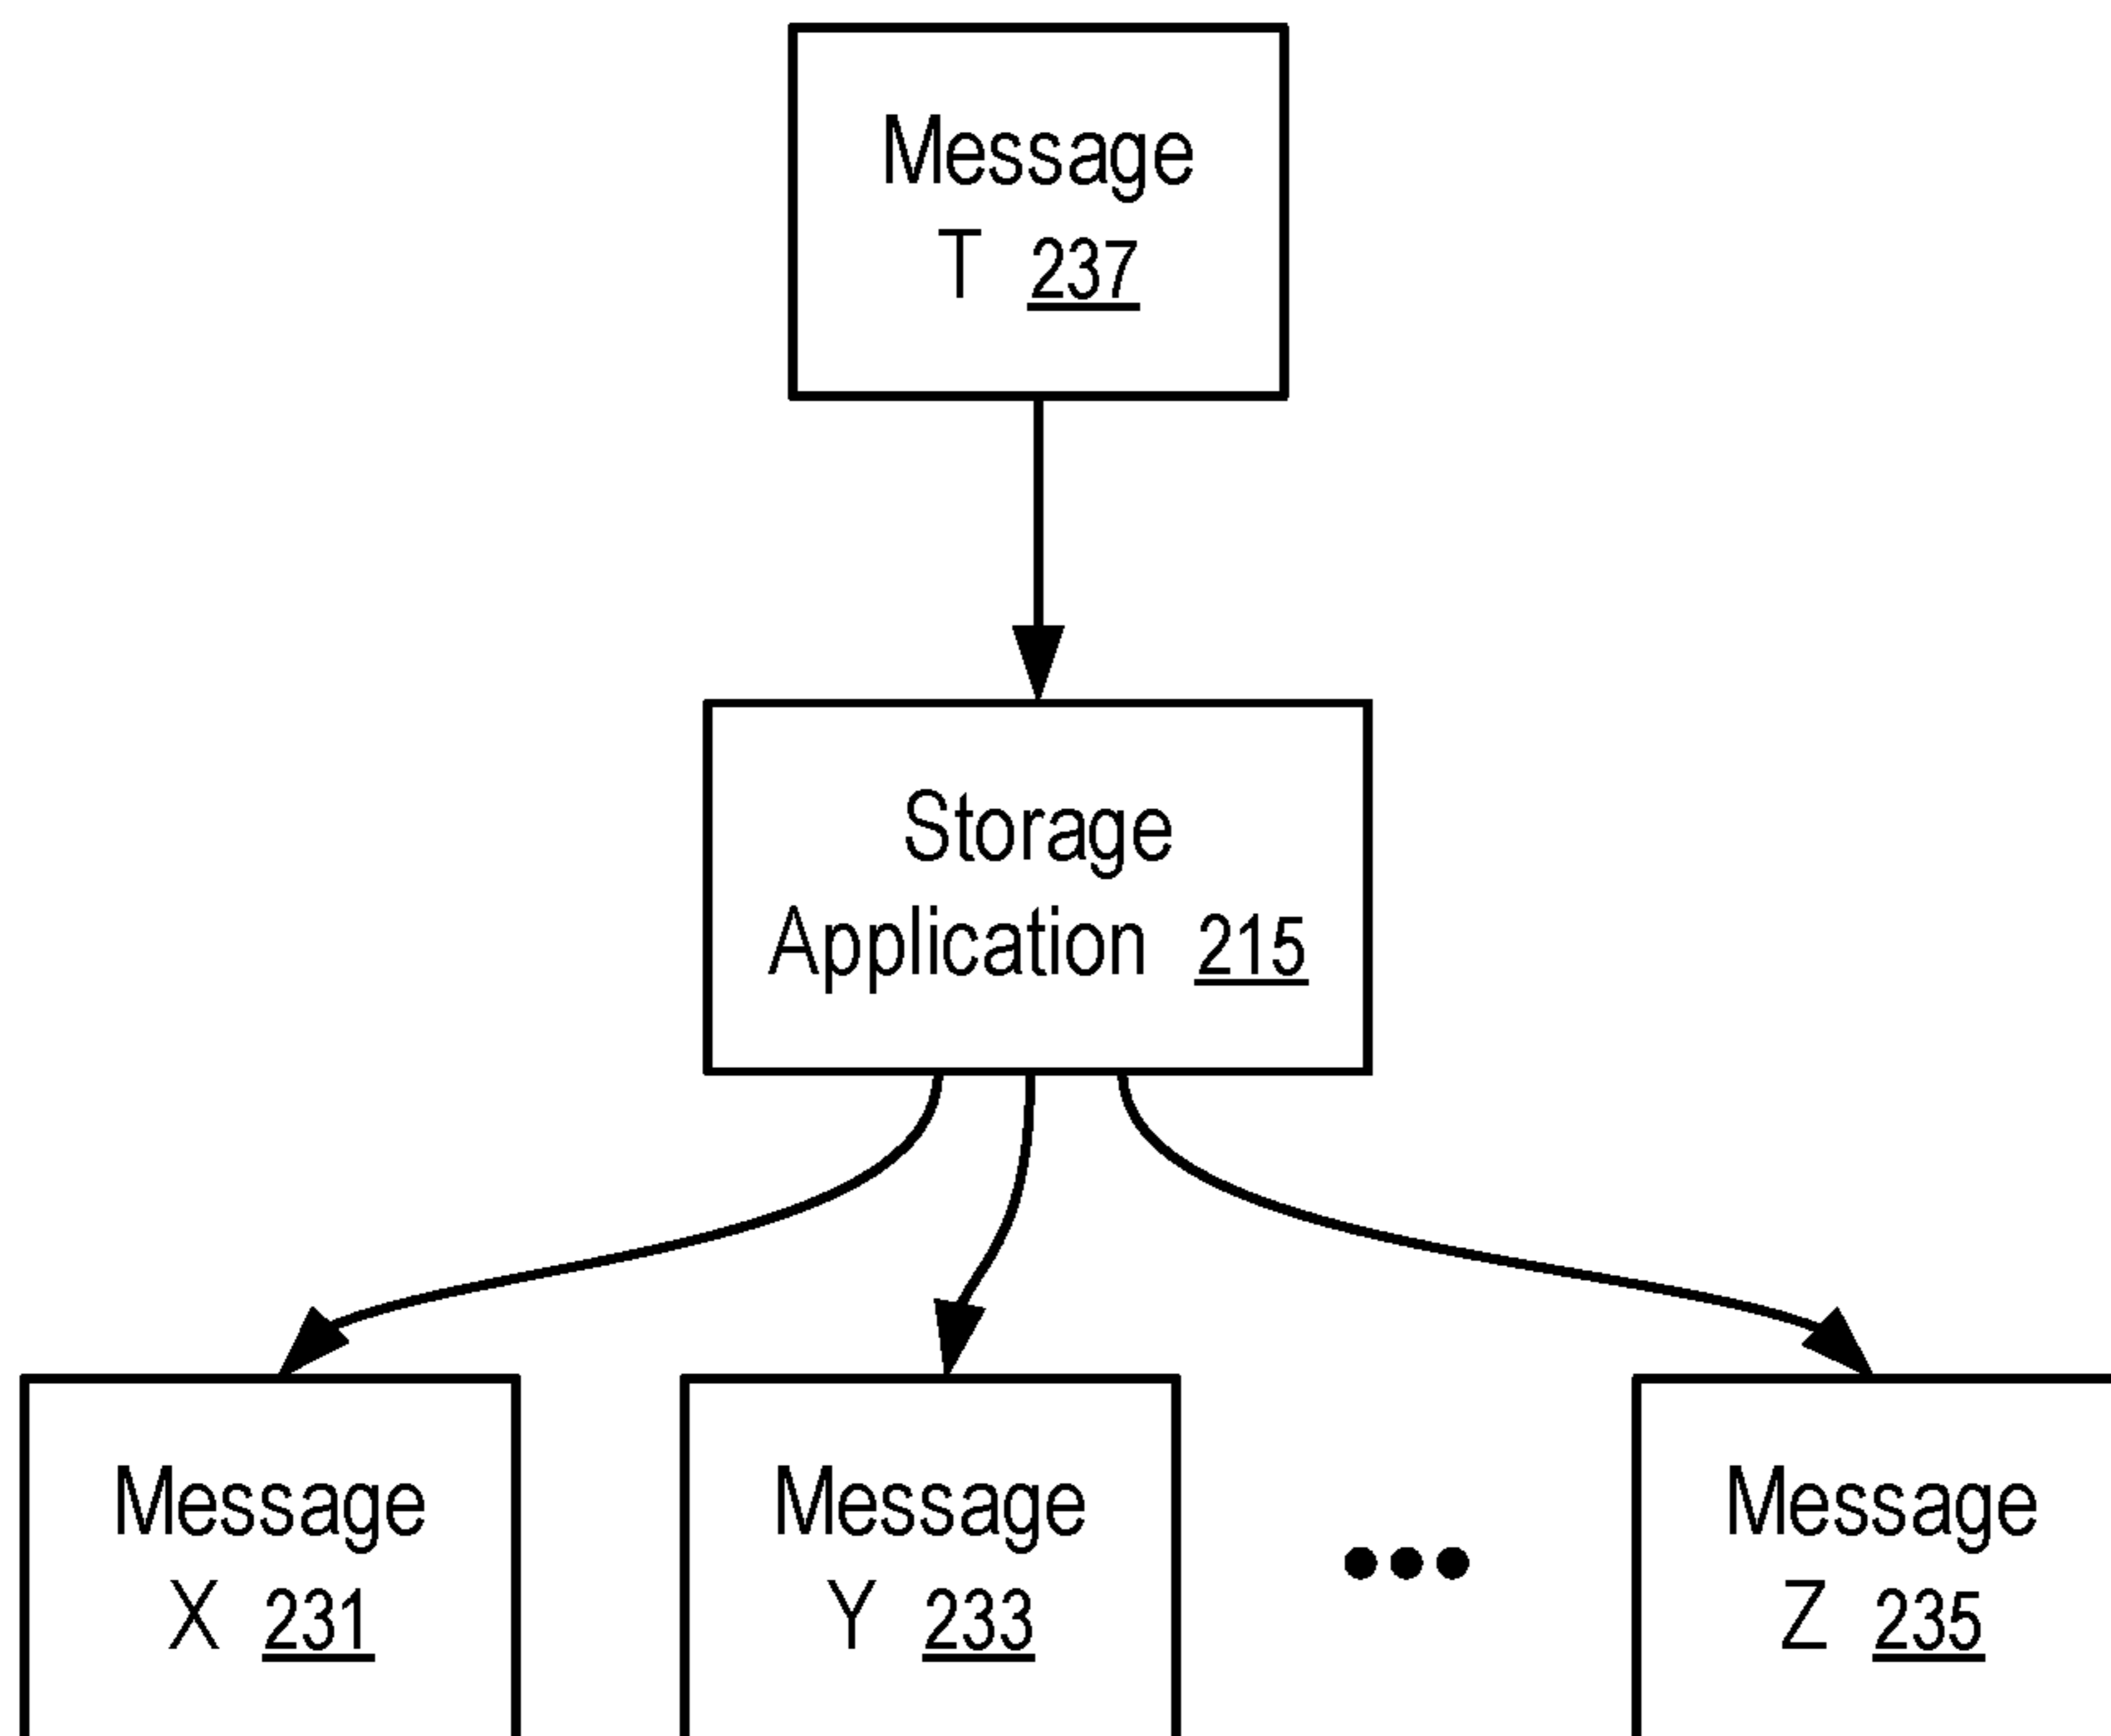 Message
T 237
Storage
Application 215
Message
X 231
Message
Y 233
Message
Z 235